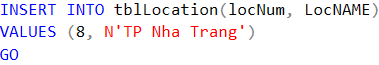 INSERT INTO tblLocation(locNum, LocNAME)
VALUES (8, N'TP Nha Trang')
GO